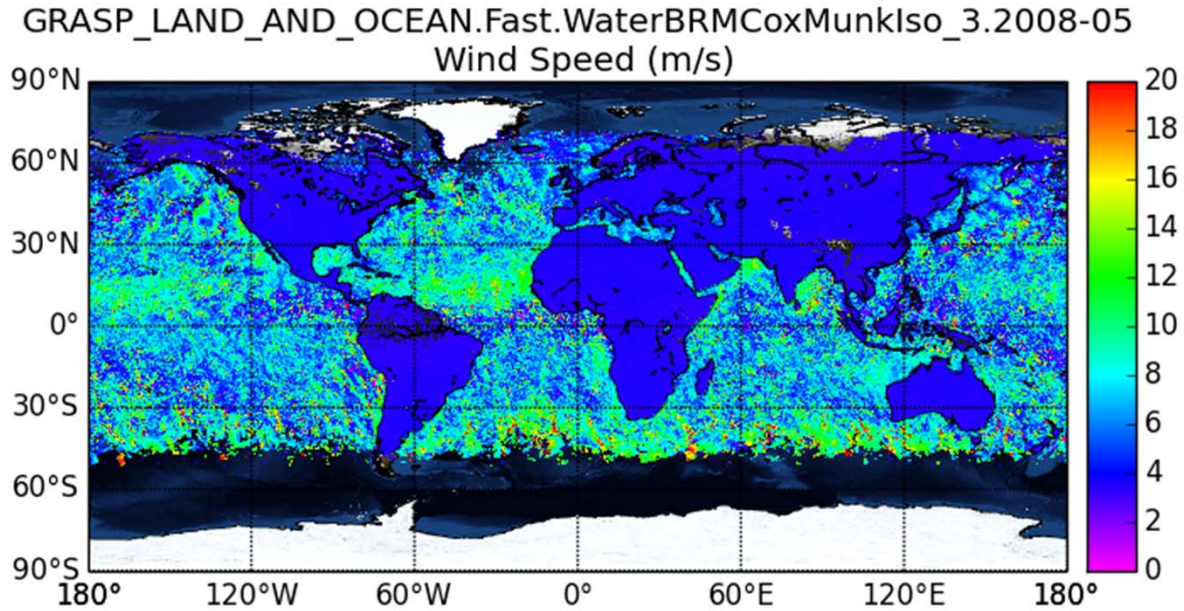 GRASP_LAND_AND_OCEAN.Fast.WaterBRMCoxMunkIso_3.2008-05
Wind Speed (m/s)
90°N
60°N
30°N
0°
30°S
60°S
90°S
180° 120°W 60°W 0° 60°E 120°E 180°
20
18
16
14
12
10
8
6
4
2
0